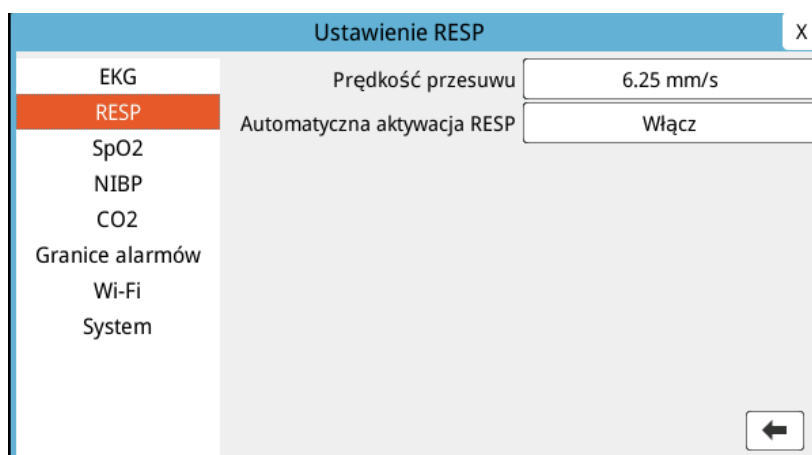 Ustawienie RESP
X
EKG
RESP
SpO2
NIBP
CO2
Granice alarmów
Wi-Fi
System
Prędkość przesuwu 6.25 mm/s
Automatyczna aktywacja RESP Włącz